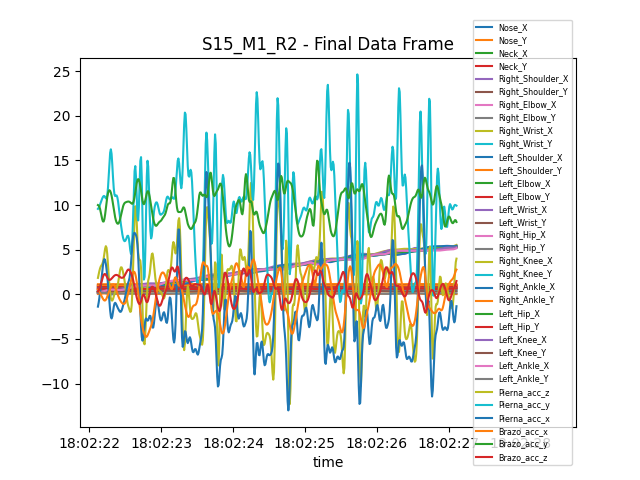 S15_M1_R2 - Final Data Frame
25
20
15
10
5
0
−5
−10
18:02:22 18:02:23 18:02:24 18:02:25 18:02:26 18:02:27
time
Nose_X
Nose_Y
Neck_X
Neck_Y
Right_Shoulder_X
Right_Shoulder_Y
Right_Elbow_X
Right_Elbow_Y
Right_Wrist_X
Right_Wrist_Y
Left_Shoulder_X
Left_Shoulder_Y
Left_Elbow_X
Left_Elbow_Y
Left_Wrist_X
Left_Wrist_Y
Right_Hip_X
Right_Hip_Y
Right_Knee_X
Right_Knee_Y
Right_Ankle_X
Right_Ankle_Y
Left_Hip_X
Left_Hip_Y
Left_Knee_X
Left_Knee_Y
Left_Ankle_X
Left_Ankle_Y
Pierna_acc_z
Pierna_acc_y
Pierna_acc_x
Brazo_acc_x
Brazo_acc_y
Brazo_acc_z